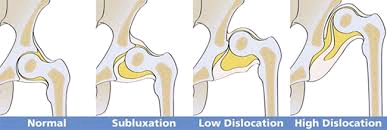 Normal
Subluxation
Low Dislocation
High Dislocation